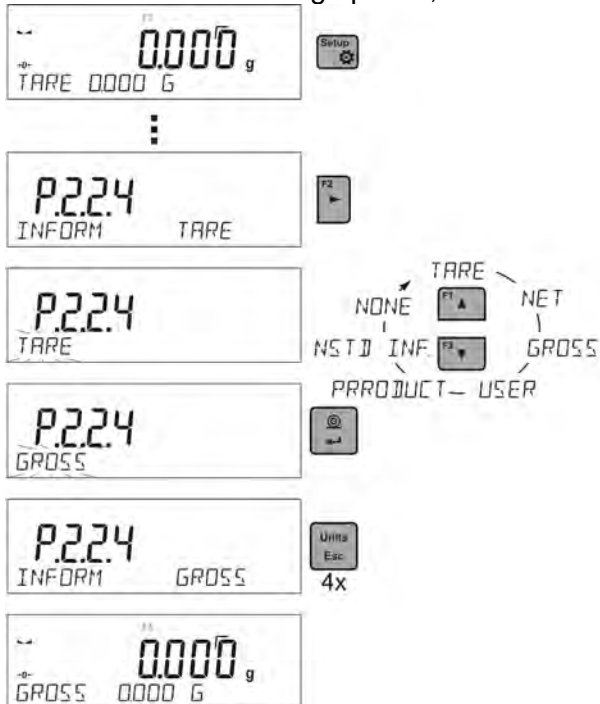 F2
0.000 g
→0←
TARE 0.000 G
Setup
P.2.2.4
INFORM TARE
F2
P.2.2.4
TARE
TARE
NONE
F1
NET
NSTD INF.
F3
GROSS
PRRODUCT
USER
P.2.2.4
GROSS
P.2.2.4
INFORM GROSS
Units
Esc
4x
0.000 g
GROSS 0.000 G